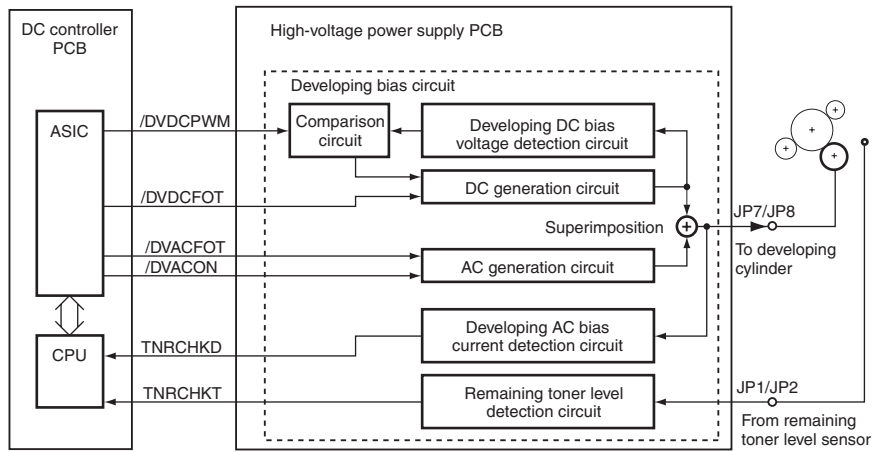 DC controller
PCB
High-voltage power supply PCB
Developing bias circuit
ASIC
/DVDCPWM
Comparison
circuit
Developing DC bias
voltage detection circuit
/DVDCFOT
DC generation circuit
Superimposition
JP7/JP8
To developing
cylinder
/DVACFOT
/DVACON
AC generation circuit
CPU
TNRCHKD
Developing AC bias
current detection circuit
TNRCHKT
Remaining toner level
detection circuit
JP1/JP2
From remaining
toner level sensor